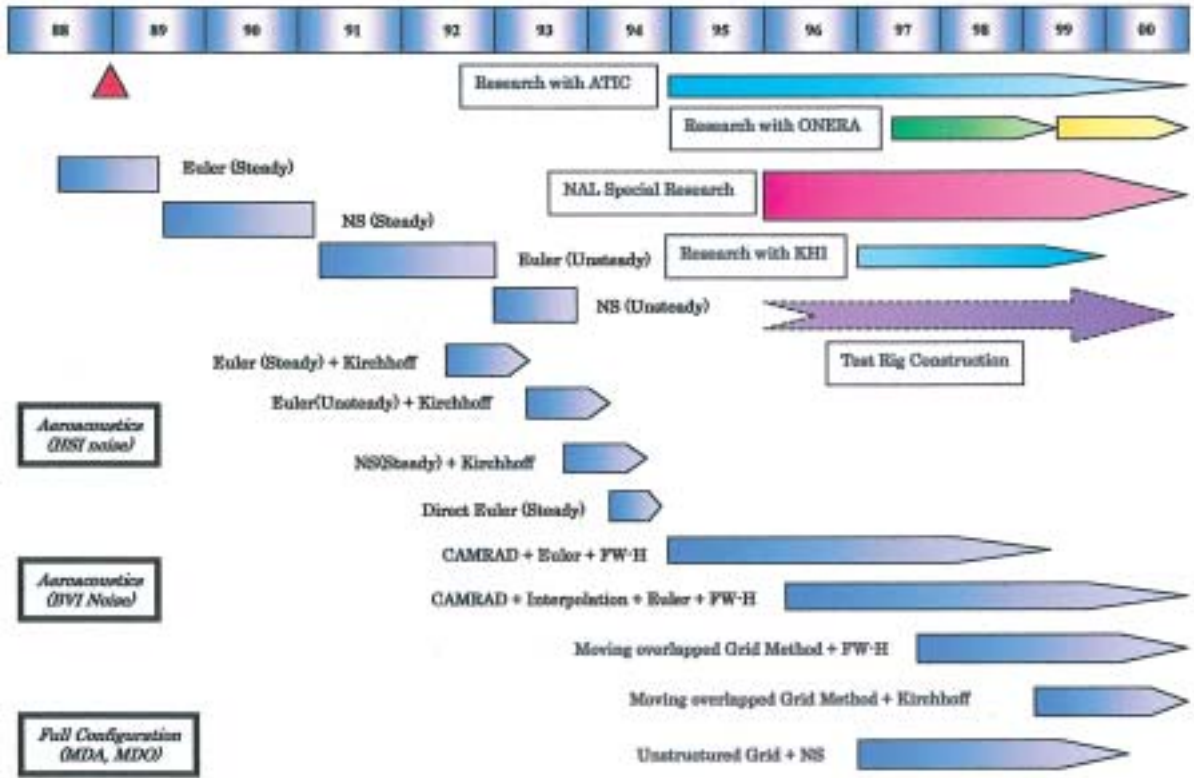 88 89 90 91 92 93 94 95 96 97 98 99 00
Research with ATIC
Research with ONERA
Euler (Steady)
NAL Special Research
NS (Steady)
Euler (Unsteady)
Research with KHI
NS (Unsteady)
Euler (Steady) + Kirchhoff
Test Rig Construction
Euler(Unsteady) + Kirchhoff
Aeroacoustics
(HSI noise)
NS(Steady) + Kirchhoff
Direct Euler (Steady)
CAMRAD + Euler + FW-H
Aeroacoustics
(BVI Noise)
CAMRAD + Interpolation + Euler + FW-H
Moving overlapped Grid Method + FW-H
Moving overlapped Grid Method + Kirchhoff
Full Configuration
(MDA, MDO)
Unstructured Grid + NS